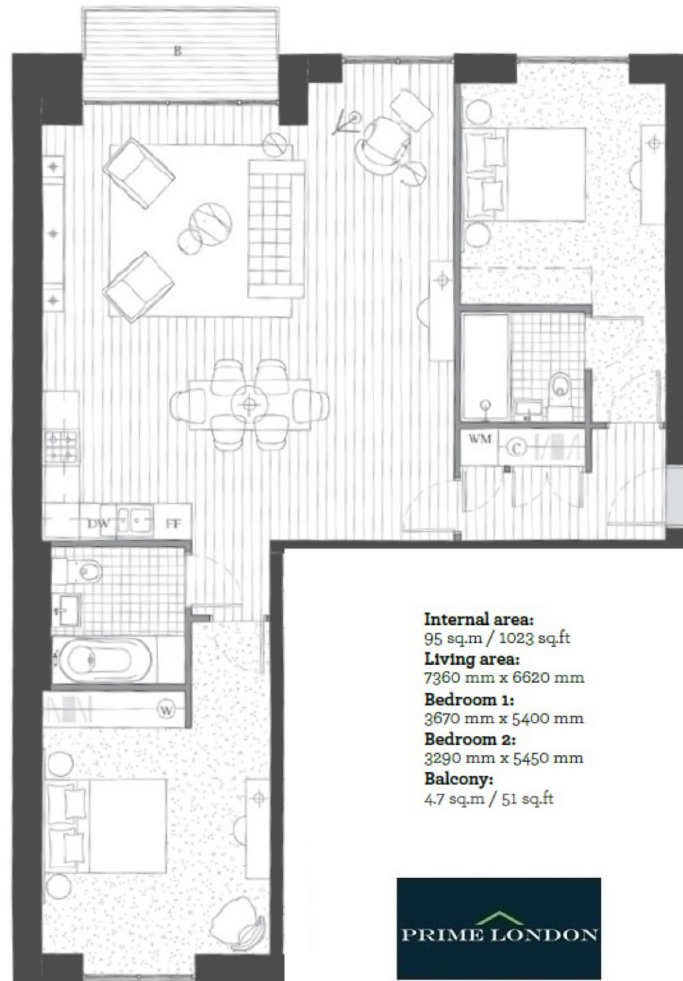 B
WM
C
DW
FF
W
Internal area:
95 sq.m / 1023 sq.ft
Living area:
7360 mm x 6620 mm
Bedroom 1:
3670 mm x 5400 mm
Bedroom 2:
3290 mm x 5450 mm
Balcony:
4.7 sq.m / 51 sq.ft
PRIME LONDON